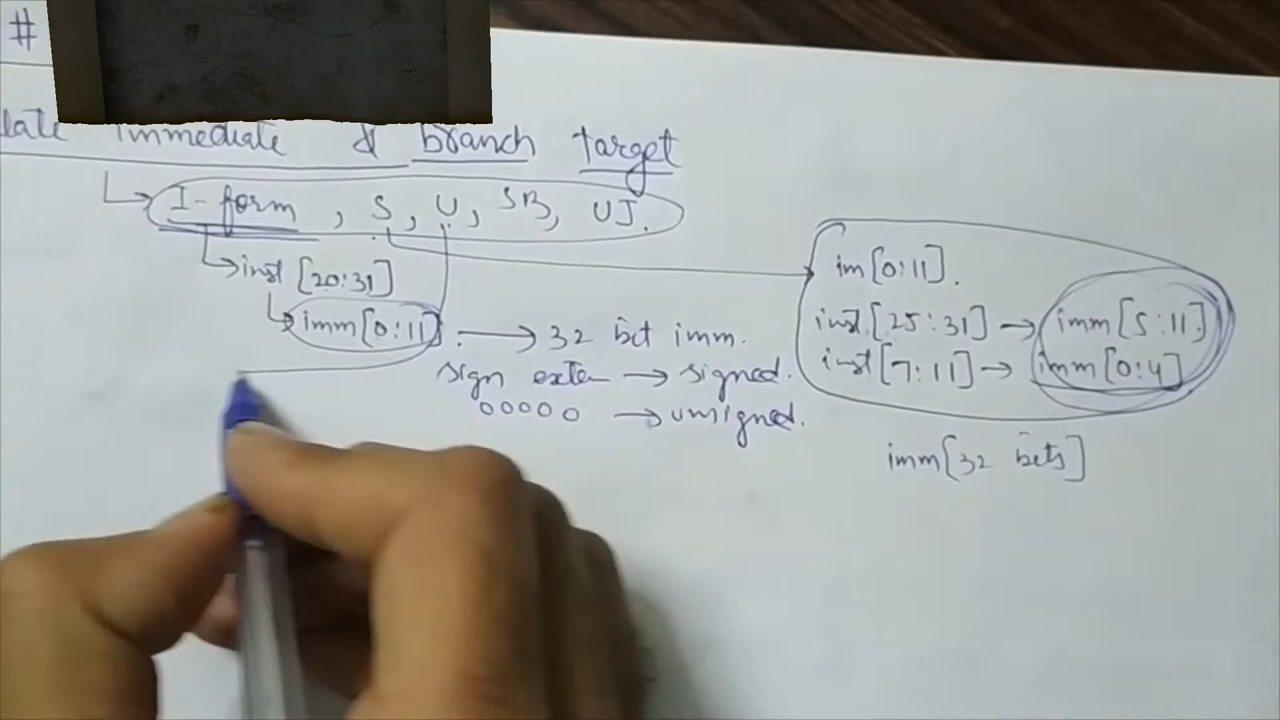 #
late immediate & branch target
I-form, S, U, SB, UJ.
inst [20:31]
imm[0:11]. → 32 bit imm.
sign exten → signed.
00000 → unsigned.
im[0:11].
inst.[25:31] → imm[5:11]
inst[7:11] → imm[0:4]
imm[32 bits]